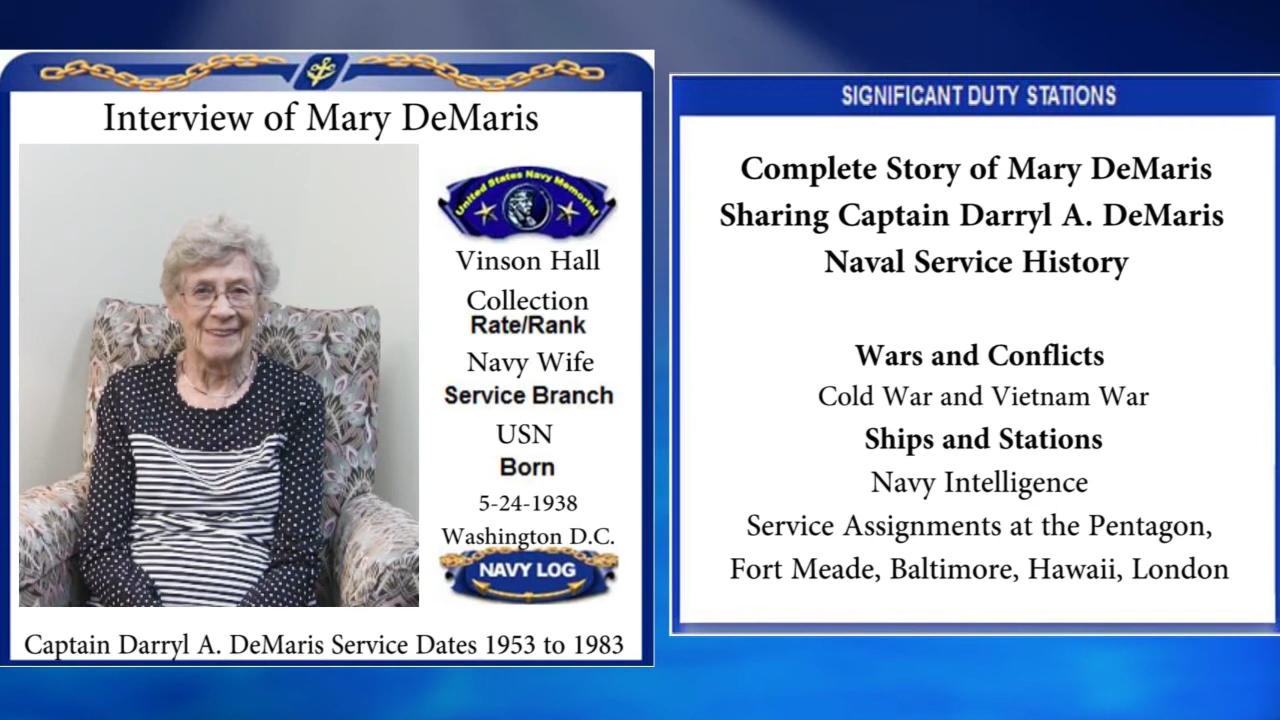 Interview of Mary DeMaris
United States Navy Memorial
Vinson Hall
Collection
Rate/Rank
Navy Wife
Service Branch
USN
Born
5-24-1938
Washington D.C.
NAVY LOG
Captain Darryl A. DeMaris Service Dates 1953 to 1983
SIGNIFICANT DUTY STATIONS
Complete Story of Mary DeMaris
Sharing Captain Darryl A. DeMaris
Naval Service History
Wars and Conflicts
Cold War and Vietnam War
Ships and Stations
Navy Intelligence
Service Assignments at the Pentagon,
Fort Meade, Baltimore, Hawaii, London